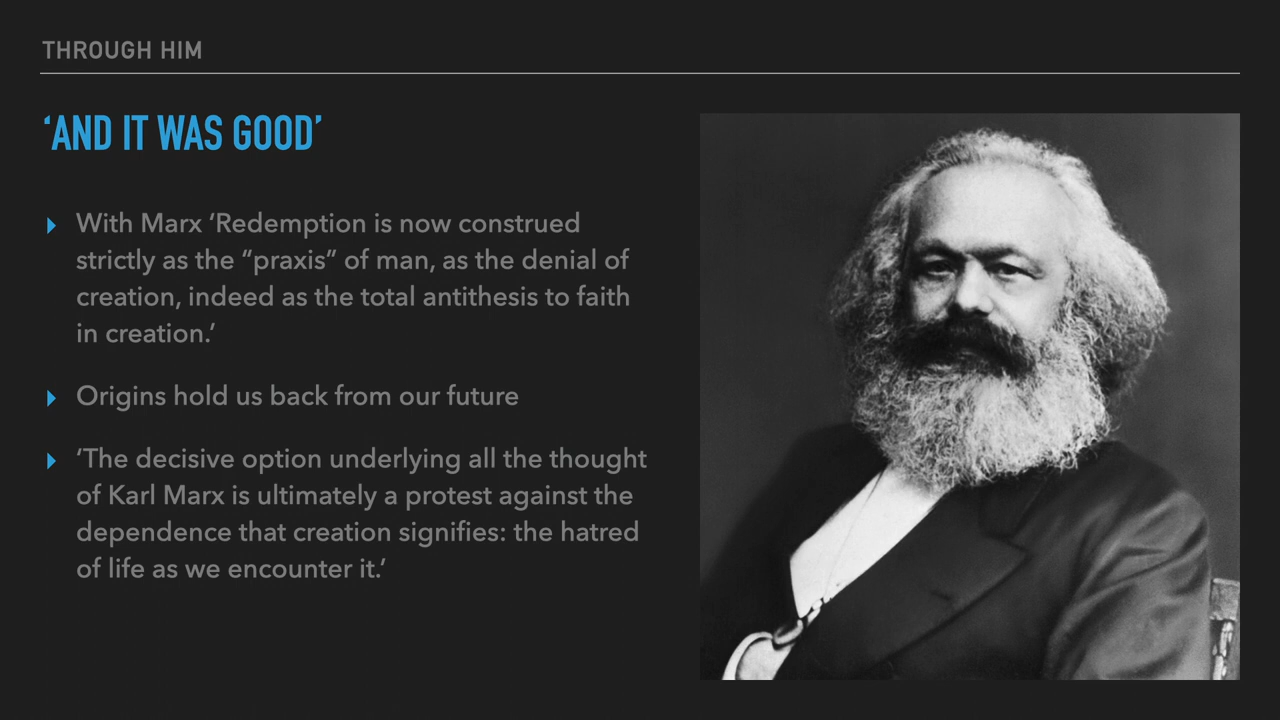 THROUGH HIM
‘AND IT WAS GOOD’
With Marx ‘Redemption is now construed
strictly as the “praxis” of man, as the denial of
creation, indeed as the total antithesis to faith
in creation.’
Origins hold us back from our future
‘The decisive option underlying all the thought
of Karl Marx is ultimately a protest against the
dependence that creation signifies: the hatred
of life as we encounter it.’